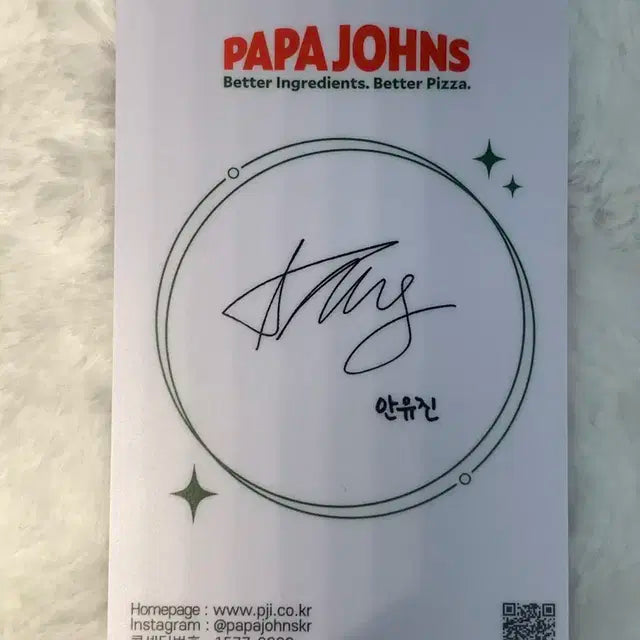 PAPA JOHNS
Better Ingredients. Better Pizza.
안유진
Homepage : www.pji.co.kr
Instagram : @papajohnskr